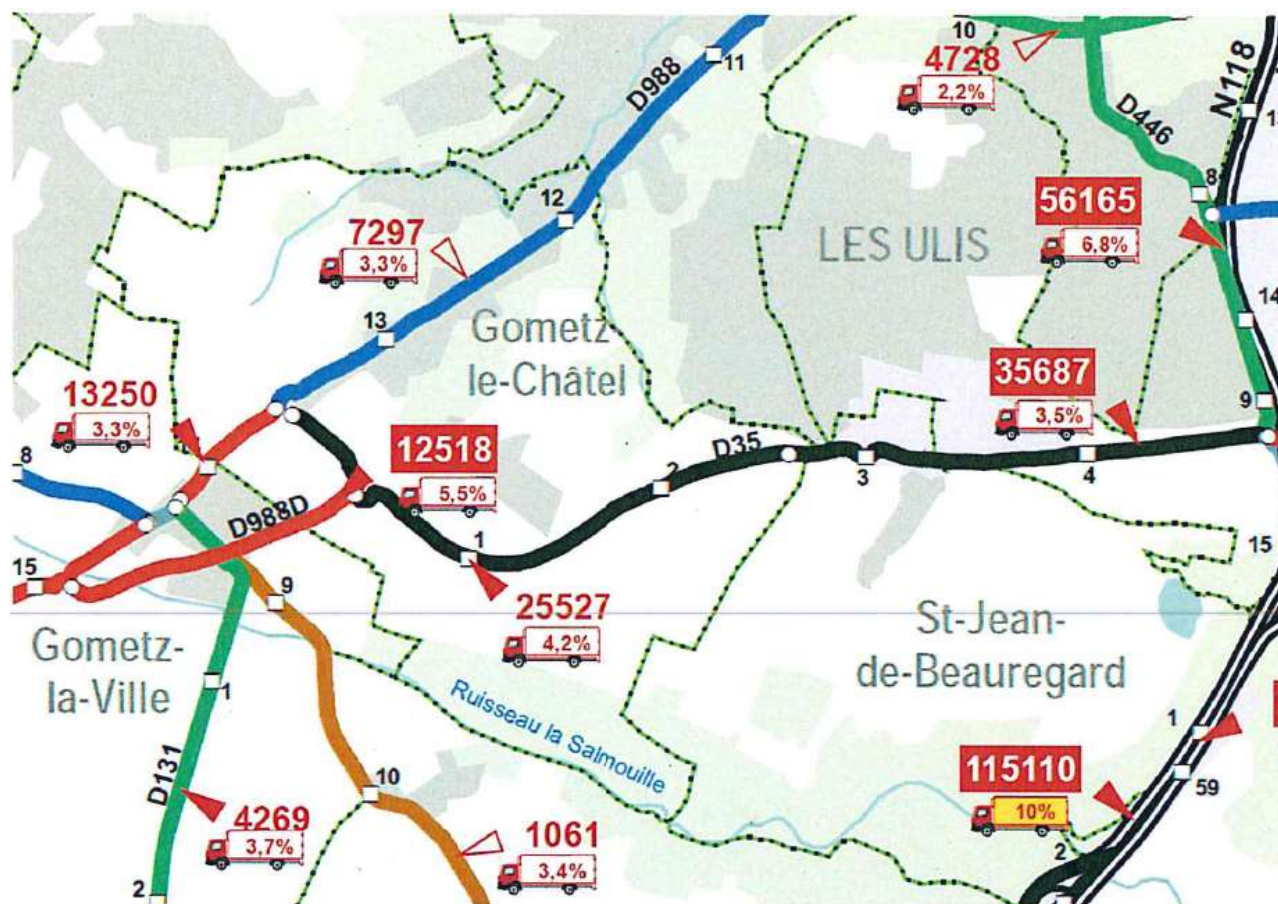 10
4728
2,2%
D988
11
N118
D446
8
12
56165
6,8%
7297
3,3%
LES ULIS
14
13
Gometz-
le-Châtel
35687
3,5%
9
13250
3,3%
12518
5,5%
D35
2
3
4
8
D988D
1
15
15
9
25527
4,2%
Gometz-
la-Ville
St-Jean-
de-Beauregard
1
Ruisseau la Salmouille
1
D131
10
115110
10%
59
4269
3,7%
1061
3,4%
2
2